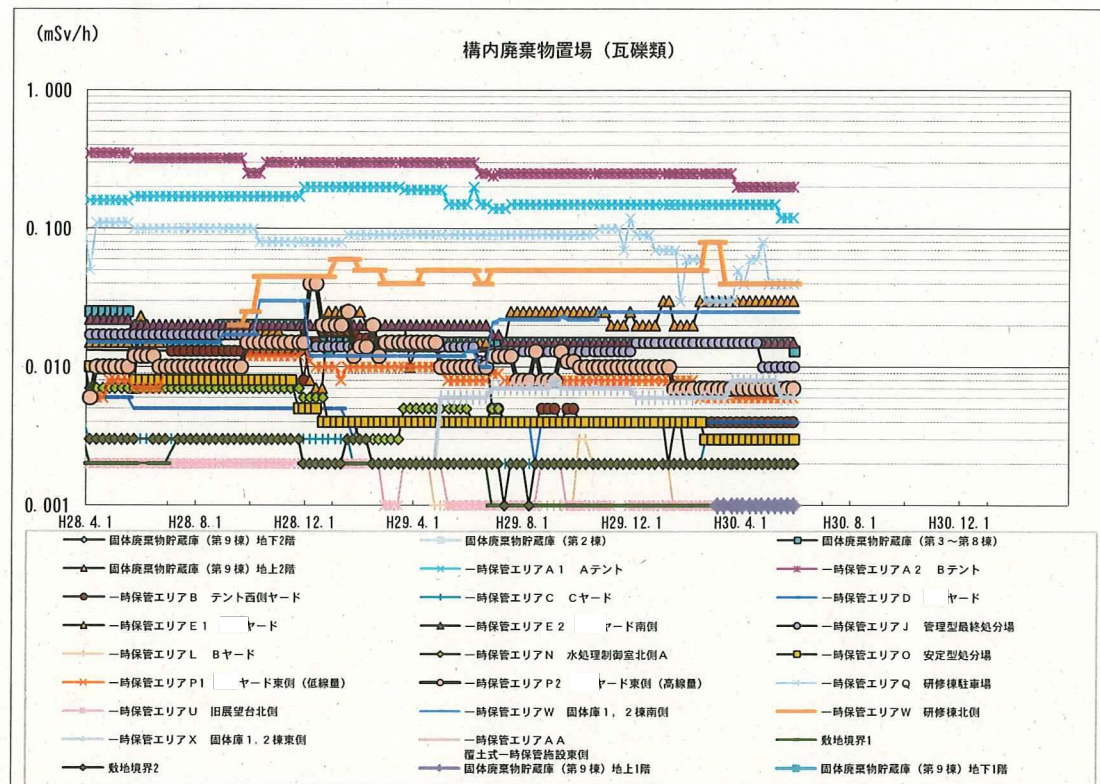 (mSv/h)
構内廃棄物置場（瓦礫類）
1.000
0.100
0.010
0.001
H28.4.1 H28.8.1 H28.12.1 H29.4.1 H29.8.1 H29.12.1 H30.4.1 H30.8.1 H30.12.1
固体廃棄物貯蔵庫（第９棟）地下2階 固体廃棄物貯蔵庫（第２棟） 固体廃棄物貯蔵庫（第３～第８棟）
固体廃棄物貯蔵庫（第９棟）地上2階 一時保管エリアＡ１　Ａテント 一時保管エリアＡ２　Ｂテント
一時保管エリアＢ　テント西側ヤード 一時保管エリアＣ　Ｃヤード 一時保管エリアＤ　ヤード
一時保管エリアＥ１　ヤード 一時保管エリアＥ２　ヤード南側 一時保管エリアＪ　管理型最終処分場
一時保管エリアＬ　Ｂヤード 一時保管エリアＮ　水処理制御室北側Ａ 一時保管エリアＯ　安定型処分場
一時保管エリアP1　ヤード東側（低線量） 一時保管エリアP2　ヤード東側（高線量） 一時保管エリアＱ　研修棟駐車場
一時保管エリアＵ　旧展望台北側 一時保管エリアＷ　固体庫１，２棟南側 一時保管エリアＷ　研修棟北側
一時保管エリアＸ　固体庫１，２棟東側 一時保管エリアＡＡ 敷地境界1
覆土式一時保管施設東側
敷地境界2 固体廃棄物貯蔵庫（第９棟）地上1階 固体廃棄物貯蔵庫（第９棟）地下1階